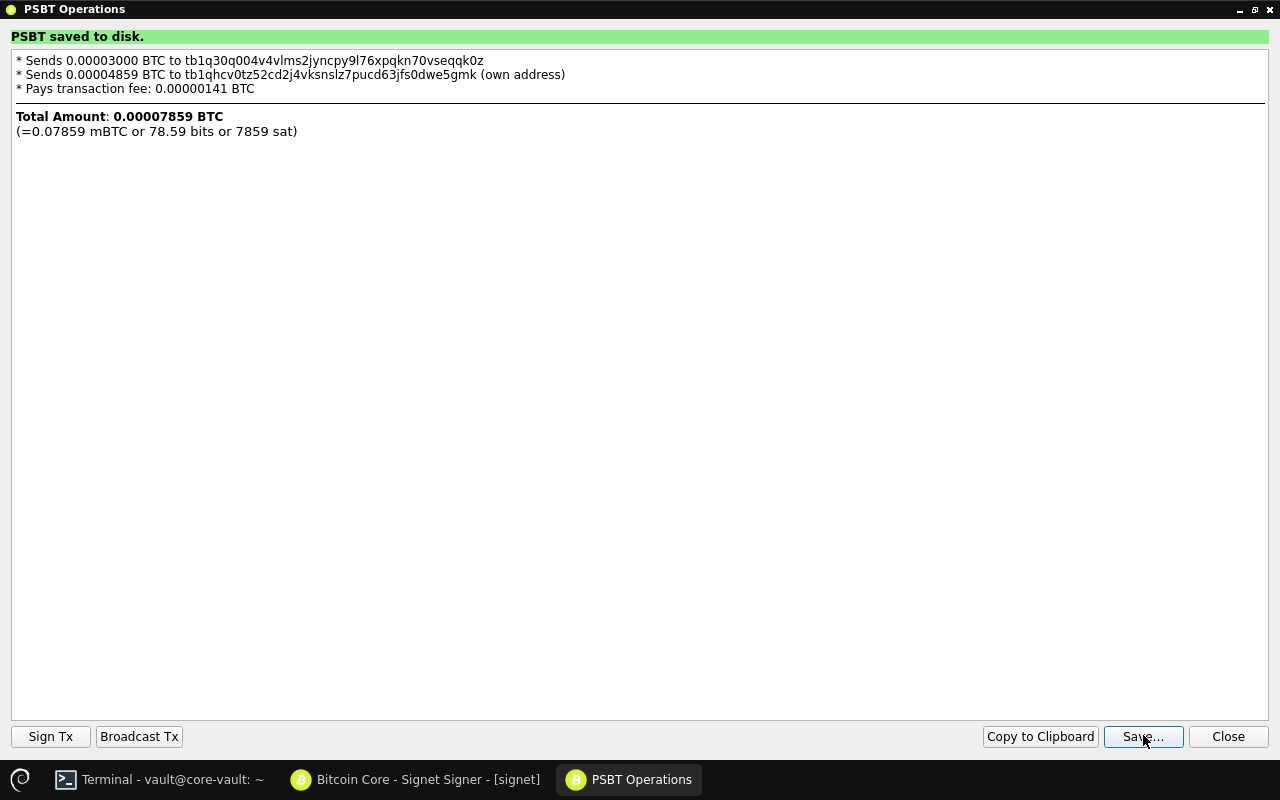 PSBT Operations
PSBT saved to disk.
* Sends 0.00003000 BTC to tb1q30q004v4vlms2jyncpy9l76xpqkn70vseqqk0z
* Sends 0.00004859 BTC to tb1qhcv0tz52cd2j4vksnslz7pucd63jfs0dwe5gmk (own address)
* Pays transaction fee: 0.00000141 BTC
Total Amount: 0.00007859 BTC
(=0.07859 mBTC or 78.59 bits or 7859 sat)
Sign Tx Broadcast Tx Copy to Clipboard Save... Close
Terminal - vault@core-vault: ~ Bitcoin Core - Signet Signer - [signet] PSBT Operations